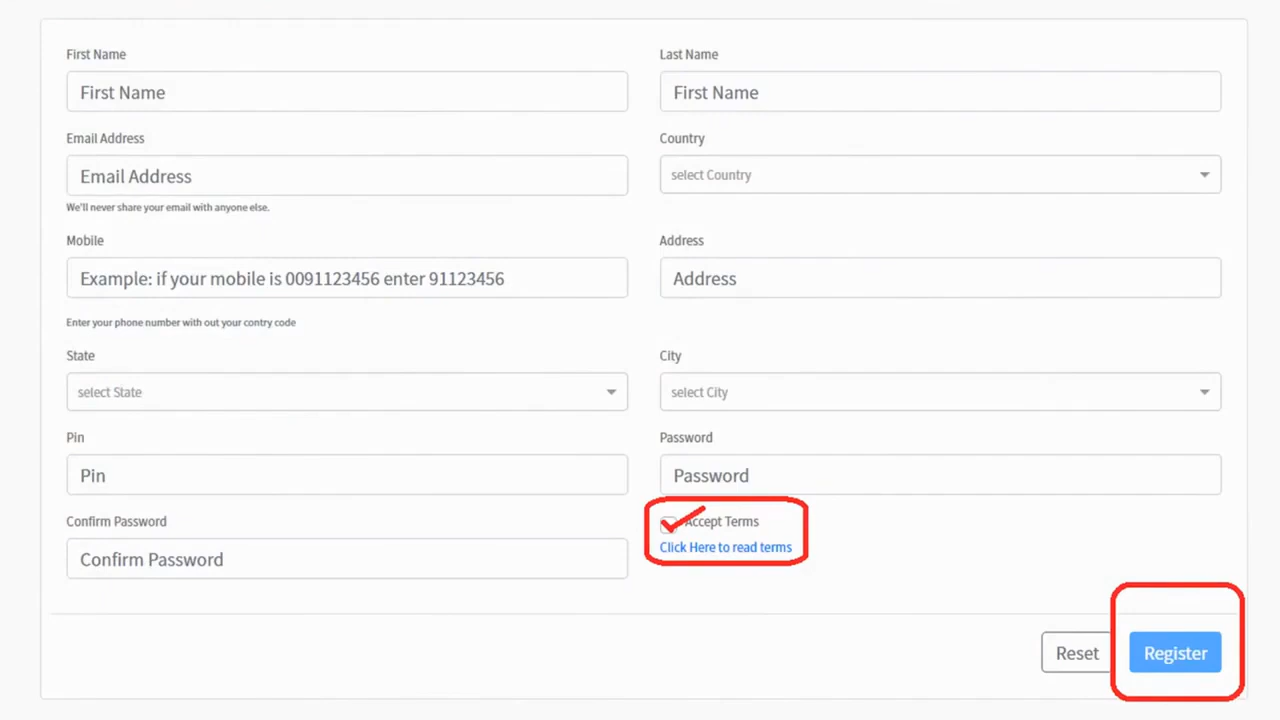 First Name
Last Name
First Name
First Name
Email Address
Country
Email Address
select Country
We'll never share your email with anyone else.
Mobile
Address
Example: if your mobile is 0091123456 enter 91123456
Address
Enter your phone number with out your contry code
State
City
select State
select City
Pin
Password
Pin
Password
Confirm Password
Accept Terms
Confirm Password
Click Here to read terms
Reset
Register